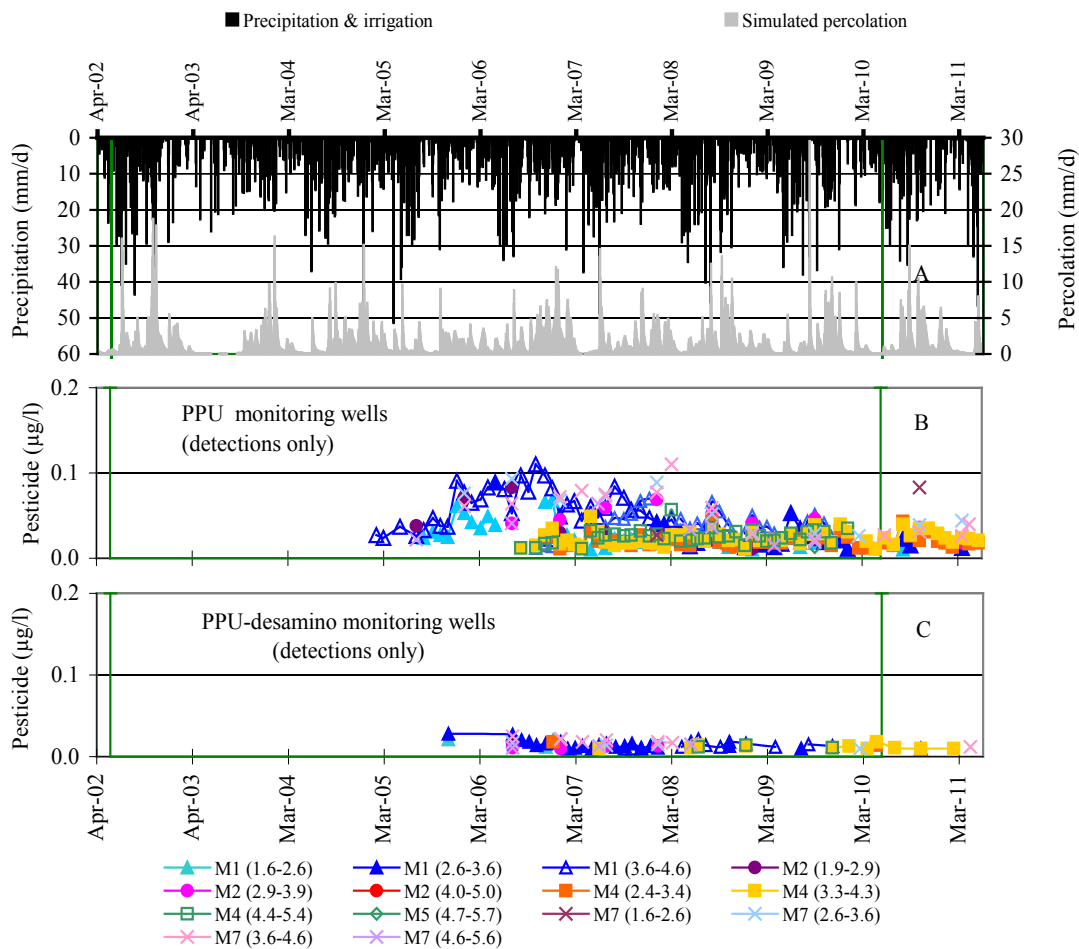 Precipitation & irrigation Simulated percolation
Apr-02 Apr-03 Mar-04 Mar-05 Mar-06 Mar-07 Mar-08 Mar-09 Mar-10 Mar-11
Precipitation (mm/d)
0 10 20 30 40 50 60
30 25 20 15 10 5 0
Percolation (mm/d)
A
Pesticide (µg/l)
0.2 0.1 0.0
PPU monitoring wells
(detections only)
B
Pesticide (µg/l)
0.2 0.1 0.0
PPU-desamino monitoring wells
(detections only)
C
Apr-02 Apr-03 Mar-04 Mar-05 Mar-06 Mar-07 Mar-08 Mar-09 Mar-10 Mar-11
M1 (1.6-2.6) M1 (2.6-3.6) M1 (3.6-4.6) M2 (1.9-2.9)
M2 (2.9-3.9) M2 (4.0-5.0) M4 (2.4-3.4) M4 (3.3-4.3)
M4 (4.4-5.4) M5 (4.7-5.7) M7 (1.6-2.6) M7 (2.6-3.6)
M7 (3.6-4.6) M7 (4.6-5.6)